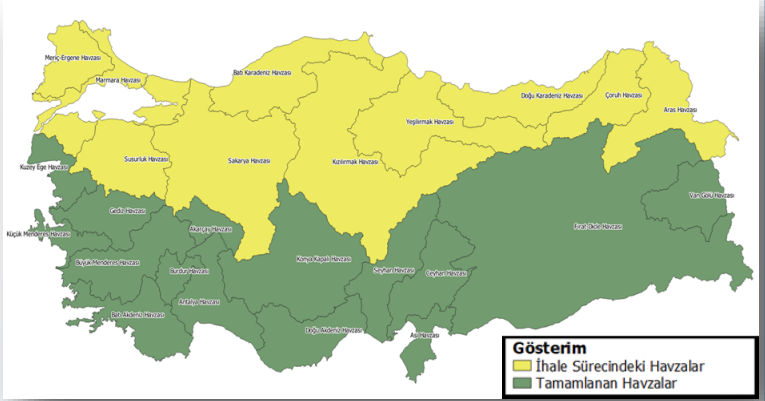 Meriç-Ergene Havzası
Marmara Havzası
Batı Karadeniz Havzası
Doğu Karadeniz Havzası
Çoruh Havzası
Aras Havzası
Yeşilırmak Havzası
Susurluk Havzası
Sakarya Havzası
Kızılırmak Havzası
Kuzey Ege Havzası
Van Gölü Havzası
Gediz Havzası
Akarçay Havzası
Fırat-Dicle Havzası
Küçük Menderes Havzası
Büyük Menderes Havzası
Burdur Havzası
Konya Kapalı Havzası
Seyhan Havzası
Ceyhan Havzası
Antalya Havzası
Batı Akdeniz Havzası
Doğu Akdeniz Havzası
Asi Havzası
Gösterim
İhale Sürecindeki Havzalar
Tamamlanan Havzalar